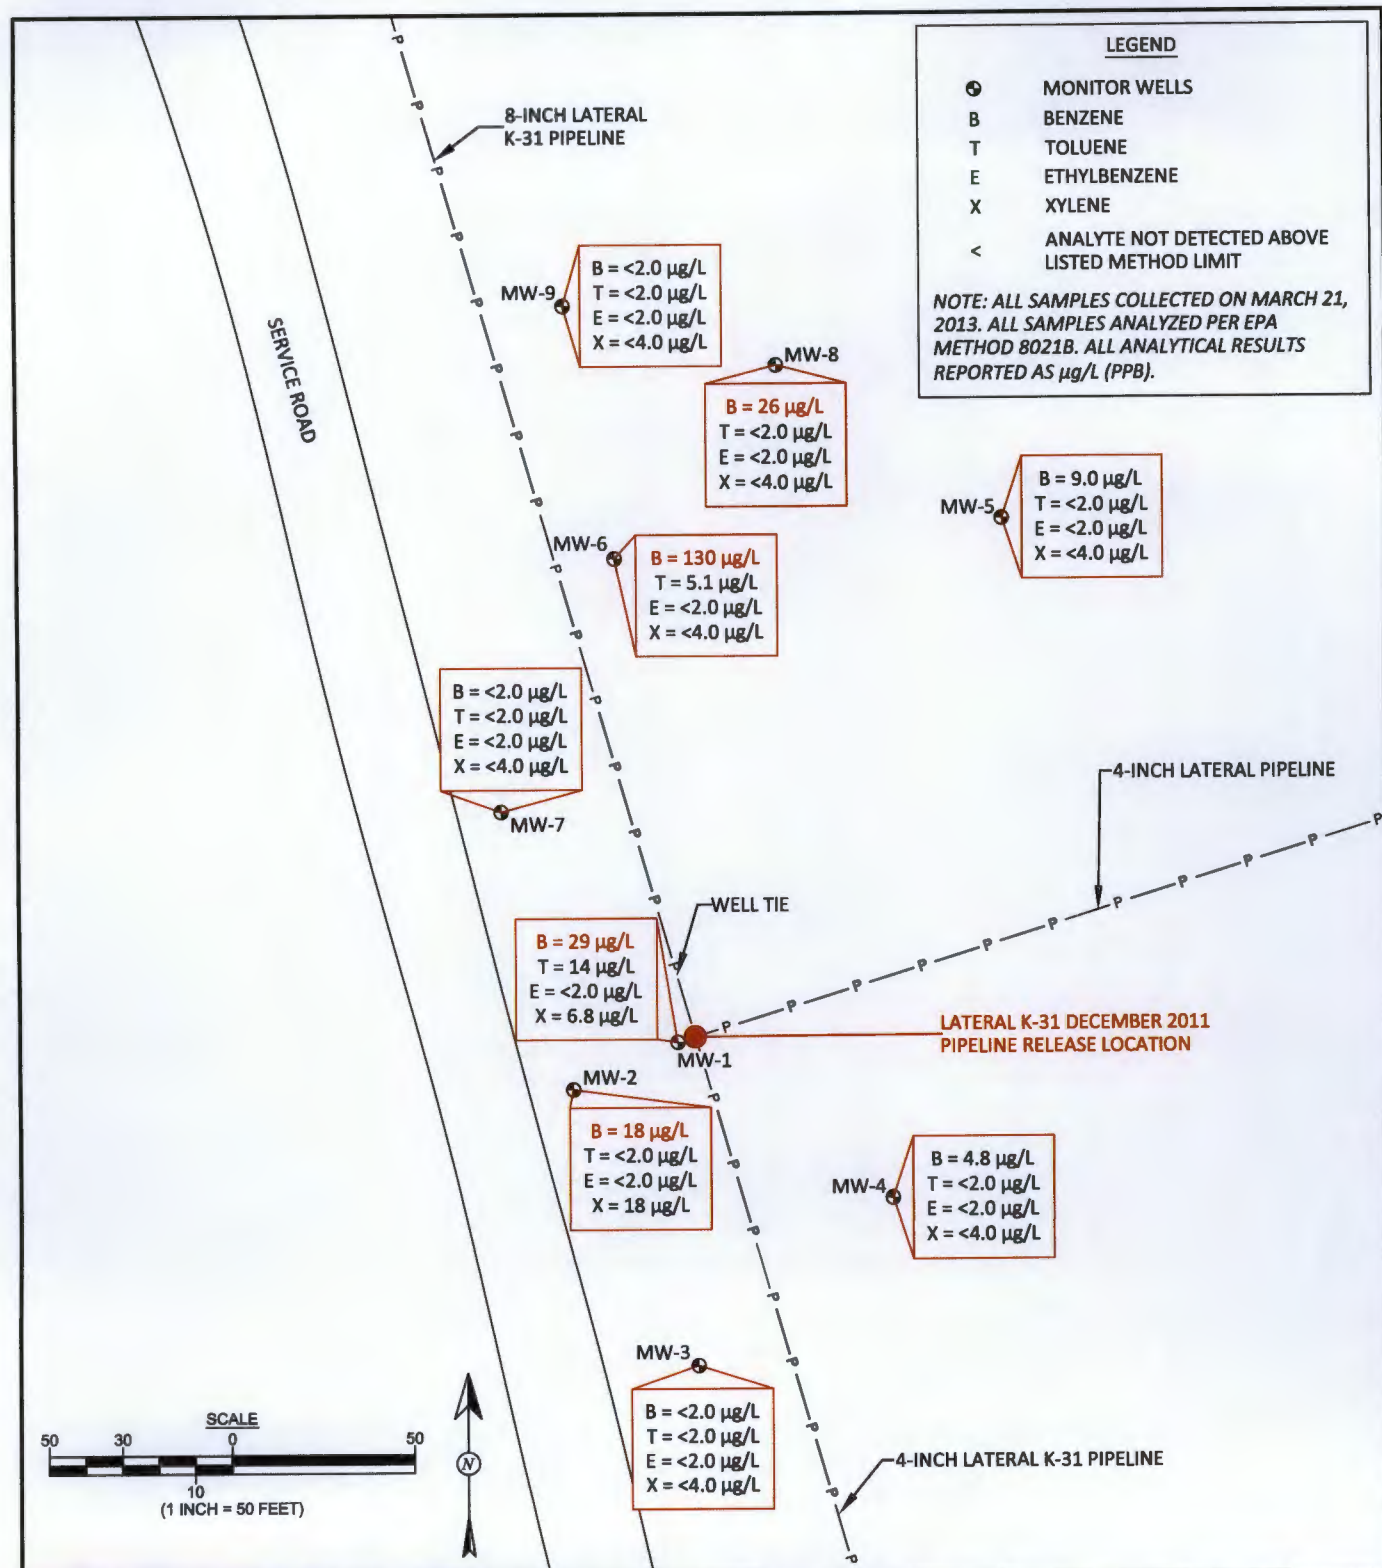 LEGEND
MONITOR WELLS
B BENZENE
T TOLUENE
E ETHYLBENZENE
X XYLENE
< ANALYTE NOT DETECTED ABOVE
LISTED METHOD LIMIT
NOTE: ALL SAMPLES COLLECTED ON MARCH 21,
2013. ALL SAMPLES ANALYZED PER EPA
METHOD 8021B. ALL ANALYTICAL RESULTS
REPORTED AS µg/L (PPB).
8-INCH LATERAL
K-31 PIPELINE
SERVICE ROAD
MW-9
B = <2.0 µg/L
T = <2.0 µg/L
E = <2.0 µg/L
X = <4.0 µg/L
MW-8
B = 26 µg/L
T = <2.0 µg/L
E = <2.0 µg/L
X = <4.0 µg/L
MW-5
B = 9.0 µg/L
T = <2.0 µg/L
E = <2.0 µg/L
X = <4.0 µg/L
MW-6
B = 130 µg/L
T = 5.1 µg/L
E = <2.0 µg/L
X = <4.0 µg/L
B = <2.0 µg/L
T = <2.0 µg/L
E = <2.0 µg/L
X = <4.0 µg/L
MW-7
4-INCH LATERAL PIPELINE
WELL TIE
B = 29 µg/L
T = 14 µg/L
E = <2.0 µg/L
X = 6.8 µg/L
MW-1
LATERAL K-31 DECEMBER 2011
PIPELINE RELEASE LOCATION
MW-2
B = 18 µg/L
T = <2.0 µg/L
E = <2.0 µg/L
X = 18 µg/L
MW-4
B = 4.8 µg/L
T = <2.0 µg/L
E = <2.0 µg/L
X = <4.0 µg/L
MW-3
B = <2.0 µg/L
T = <2.0 µg/L
E = <2.0 µg/L
X = <4.0 µg/L
4-INCH LATERAL K-31 PIPELINE
SCALE
50 30 0 50
10
(1 INCH = 50 FEET)
N
P P P P P P P P P P P P P P P P P P P P P P P P
P P P P P P P P P P P